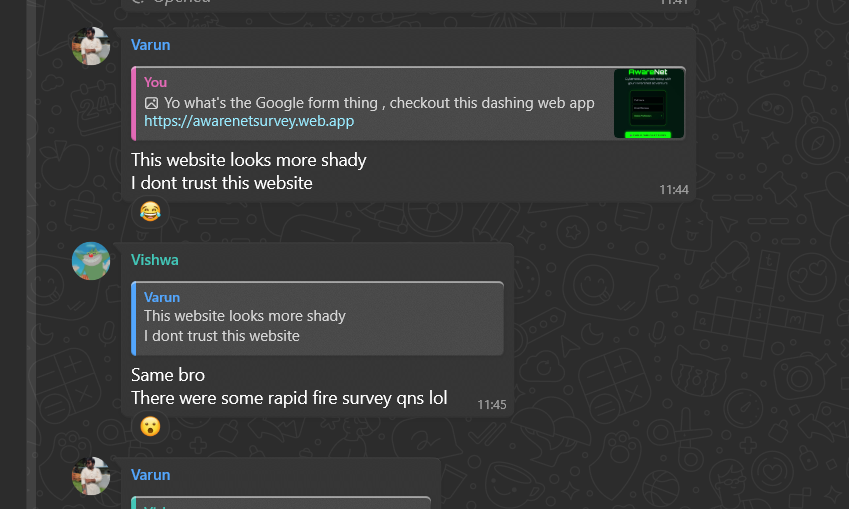 Opened
11:41
Varun
You
Yo what's the Google form thing , checkout this dashing web app
https://awarenetsurvey.web.app
AwareNet
This website looks more shady
I dont trust this website
11:44
Vishwa
Varun
This website looks more shady
I dont trust this website
Same bro
There were some rapid fire survey qns lol
11:45
Varun